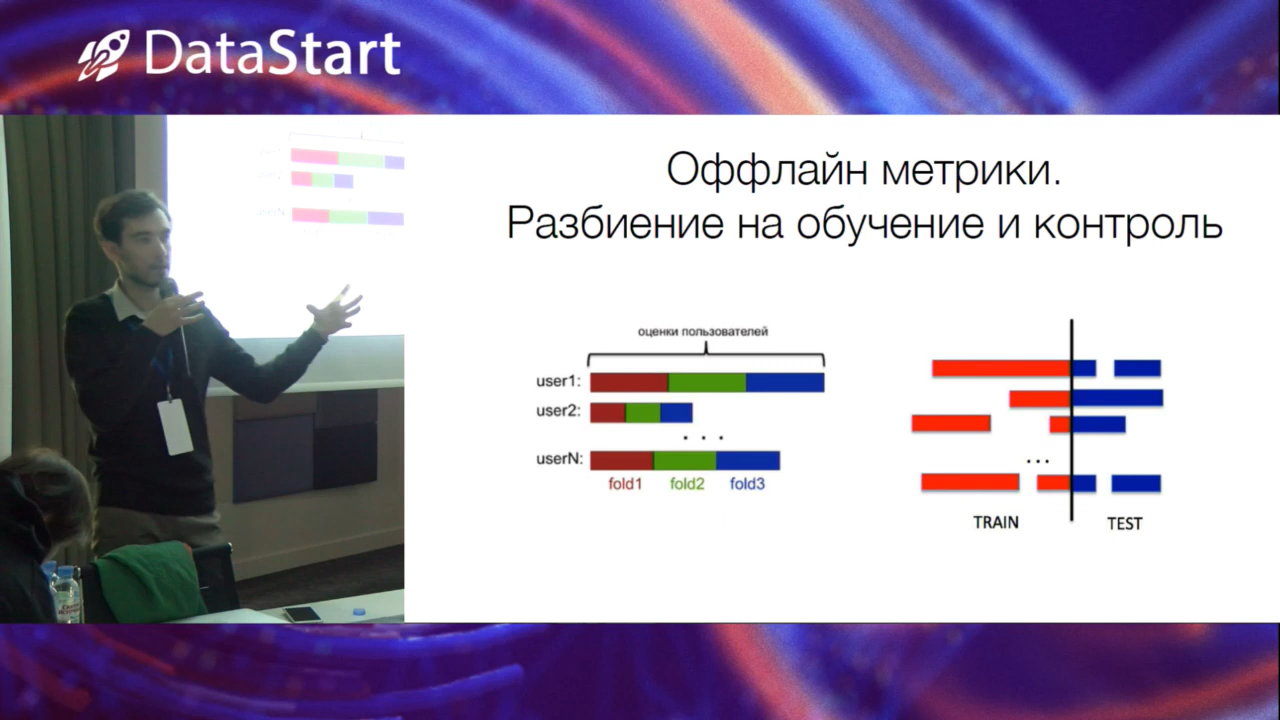 DataStart
Оффлайн метрики.
Разбиение на обучение и контроль
оценки пользователей
user1:
user2:
. . .
userN:
fold1 fold2 fold3
...
TRAIN TEST